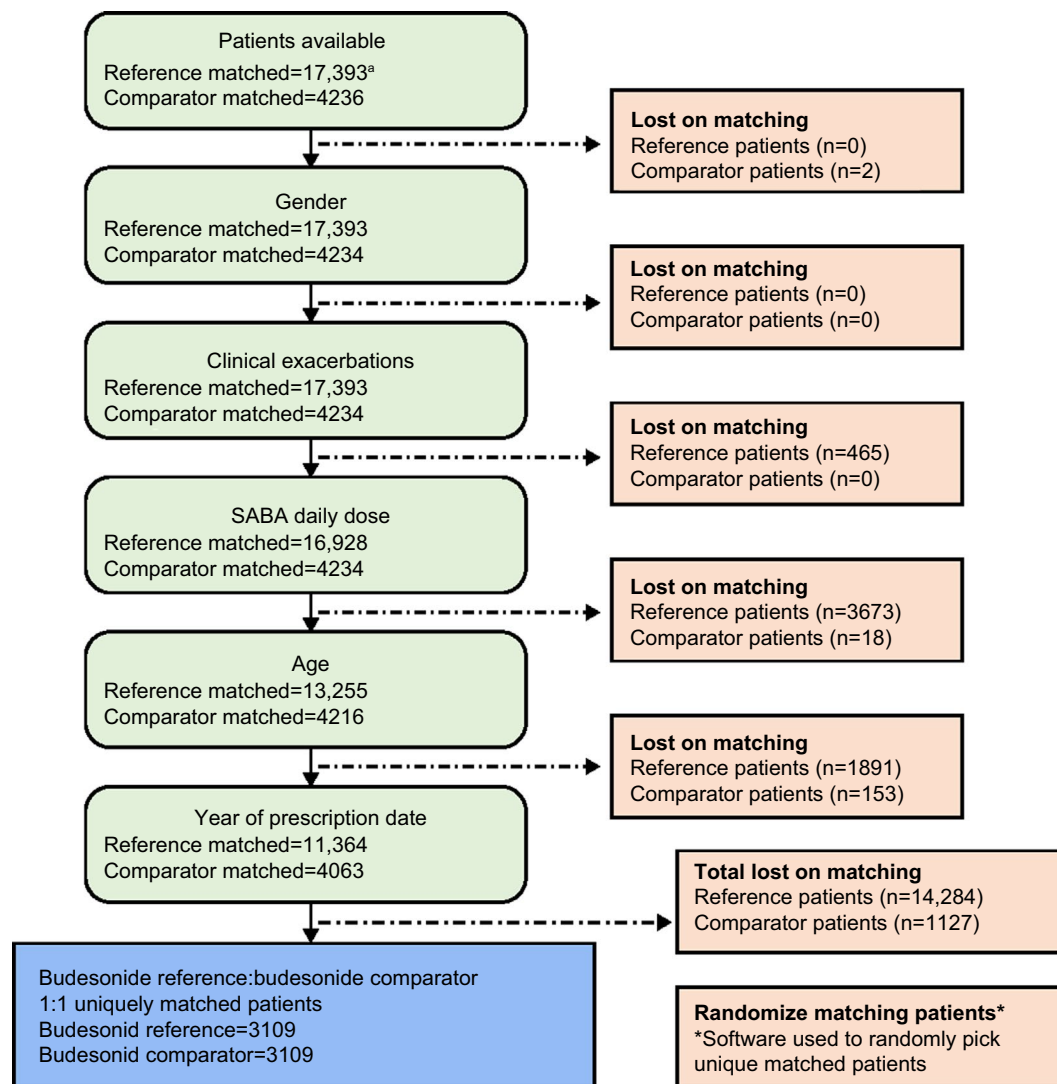 Patients available
Reference matched=17,393ᵃ
Comparator matched=4236
Lost on matching
Reference patients (n=0)
Comparator patients (n=2)
Gender
Reference matched=17,393
Comparator matched=4234
Lost on matching
Reference patients (n=0)
Comparator patients (n=0)
Clinical exacerbations
Reference matched=17,393
Comparator matched=4234
Lost on matching
Reference patients (n=465)
Comparator patients (n=0)
SABA daily dose
Reference matched=16,928
Comparator matched=4234
Lost on matching
Reference patients (n=3673)
Comparator patients (n=18)
Age
Reference matched=13,255
Comparator matched=4216
Lost on matching
Reference patients (n=1891)
Comparator patients (n=153)
Year of prescription date
Reference matched=11,364
Comparator matched=4063
Total lost on matching
Reference patients (n=14,284)
Comparator patients (n=1127)
Budesonide reference:budesonide comparator
1:1 uniquely matched patients
Budesonid reference=3109
Budesonid comparator=3109
Randomize matching patients*
*Software used to randomly pick
unique matched patients